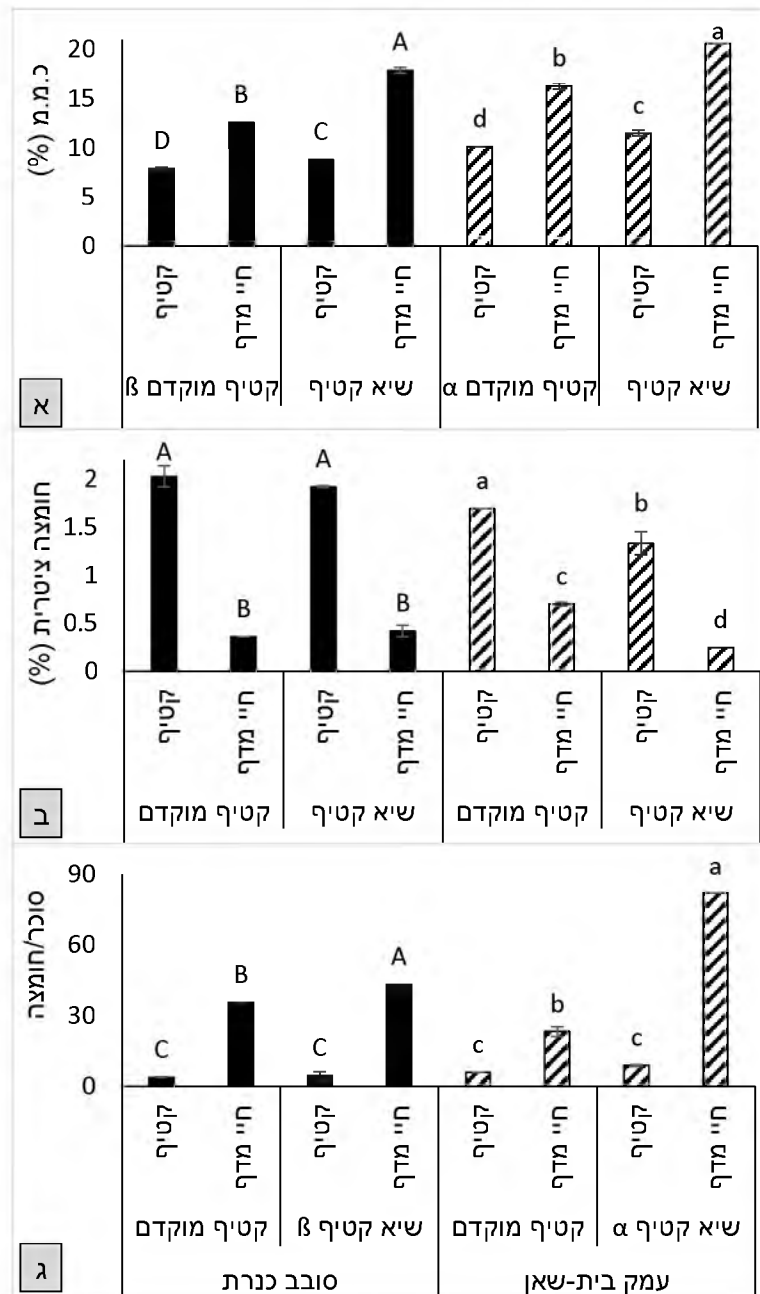 כ.מ.מ (%)
20
15
10
5
0
D B C A d b c a
קטיף חיי מדף קטיף חיי מדף קטיף חיי מדף קטיף חיי מדף
קטיף מוקדם ß שיא קטיף קטיף מוקדם α שיא קטיף
א
חומצה ציטרית (%)
2
1.5
1
0.5
0
A B A B a c b d
קטיף חיי מדף קטיף חיי מדף קטיף חיי מדף קטיף חיי מדף
קטיף מוקדם שיא קטיף קטיף מוקדם שיא קטיף
ב
סוכר/חומצה
90
60
30
0
C B C A c b c a
קטיף חיי מדף קטיף חיי מדף קטיף חיי מדף קטיף חיי מדף
קטיף מוקדם שיא קטיף ß קטיף מוקדם שיא קטיף α
סובב כנרת עמק בית-שאן
ג